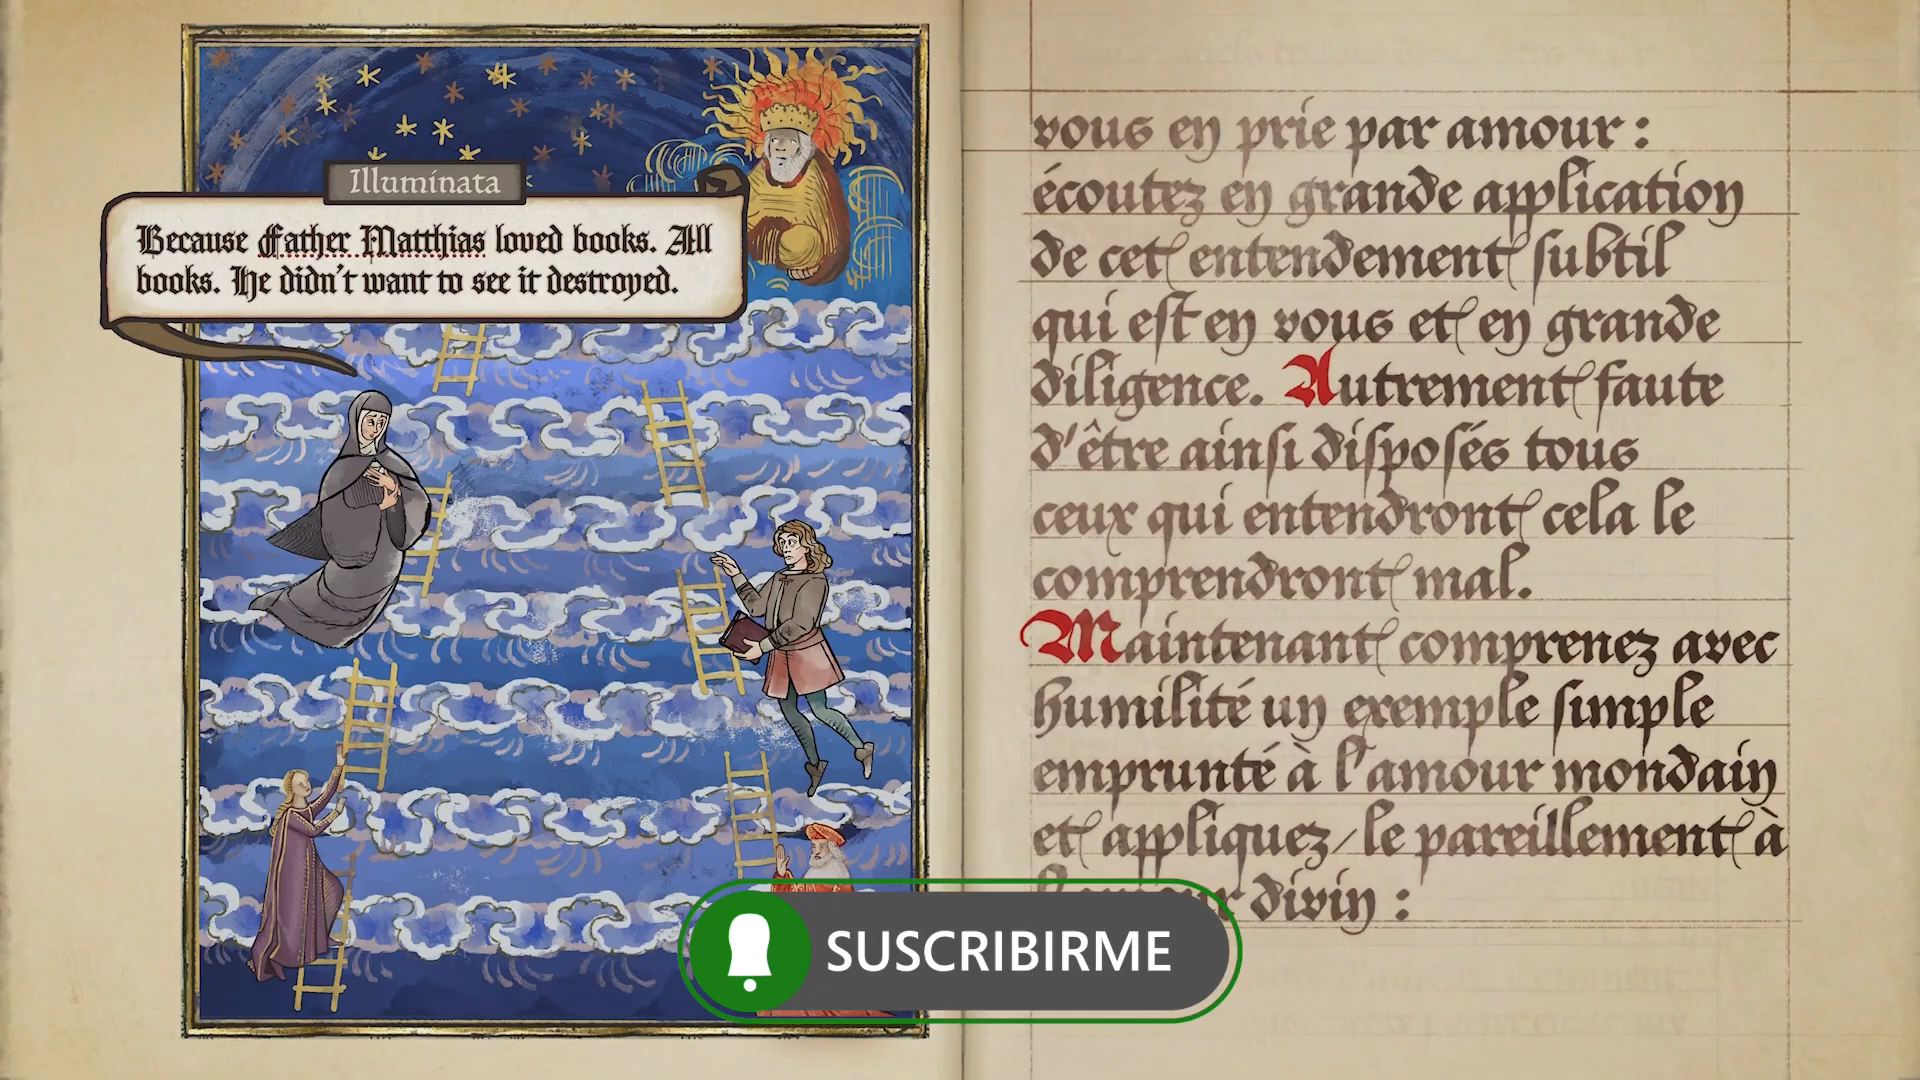 Illuminata
Because Father Matthias loved books. All
books. He didn't want to see it destroyed.
vous en prie par amour :
écoutez en grande application
de cet entendement subtil
qui est en vous et en grande
diligence. Autrement faute
d'être ainsi disposés tous
ceux qui entendront cela le
comprendront mal.
Maintenant comprenez avec
humilité un exemple simple
emprunté à l'amour mondain
et appliquez-le pareillement à
divin :
SUSCRIBIRME